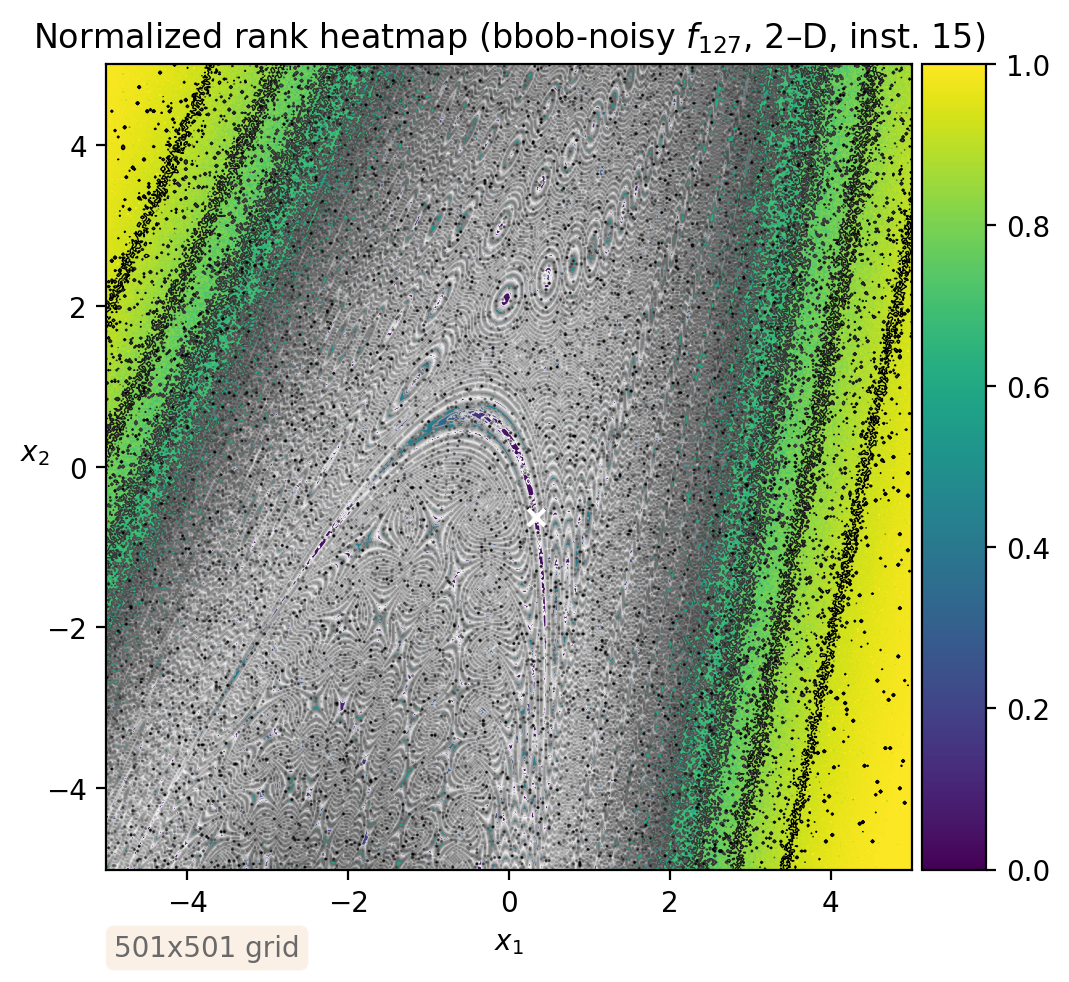 Normalized rank heatmap (bbob-noisy f127, 2–D, inst. 15)
1.0
0.8
0.6
0.4
0.2
0.0
4
2
0
−2
−4
x2
−4 −2 0 2 4
x1
501x501 grid